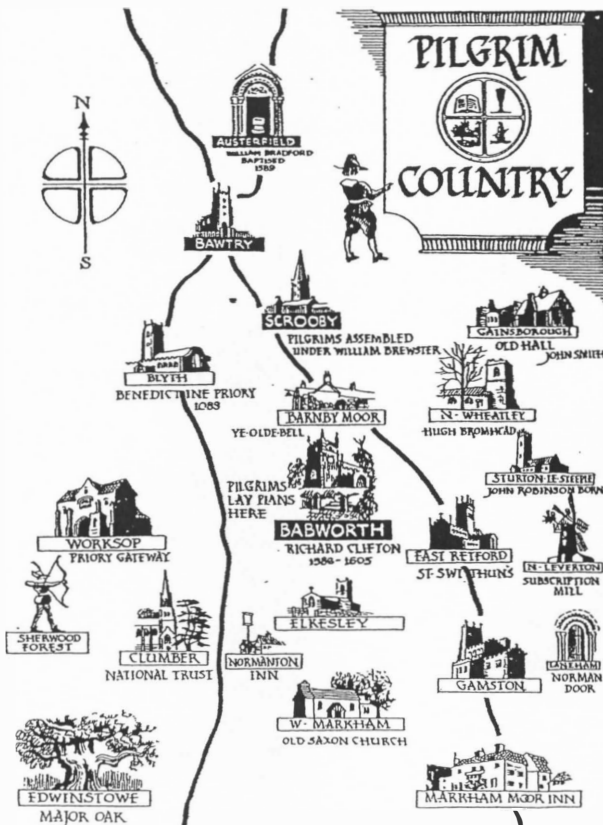 PILGRIM
COUNTRY
N
S
AUSTERFIELD
WILLIAM BRADFORD
BAPTISED
1589
BAWTRY
SCROOBY
PILGRIMS ASSEMBLED
UNDER WILLIAM BREWSTER
GAINSBOROUGH
OLD HALL
JOHN SMITH
BLYTH
BENEDICTINE PRIORY
1083
BARNBY MOOR
YE·OLDE·BELL
N·WHEATLEY
HUGH BROMHEAD
PILGRIMS
LAY PLANS
HERE
BABWORTH
RICHARD CLIFTON
1586-1605
STURTON·LE·STEEPLE
JOHN ROBINSON BORN
WORKSOP
PRIORY GATEWAY
EAST RETFORD
ST·SWITHUN'S
N·LEVERTON
SUBSCRIPTION
MILL
SHERWOOD
FOREST
CLUMBER
NATIONAL TRUST
NORMANTON
INN
ELKESLEY
GAMSTON
LANEHAM
NORMAN
DOOR
W·MARKHAM
OLD SAXON CHURCH
EDWINSTOWE
MAJOR OAK
MARKHAM MOOR INN